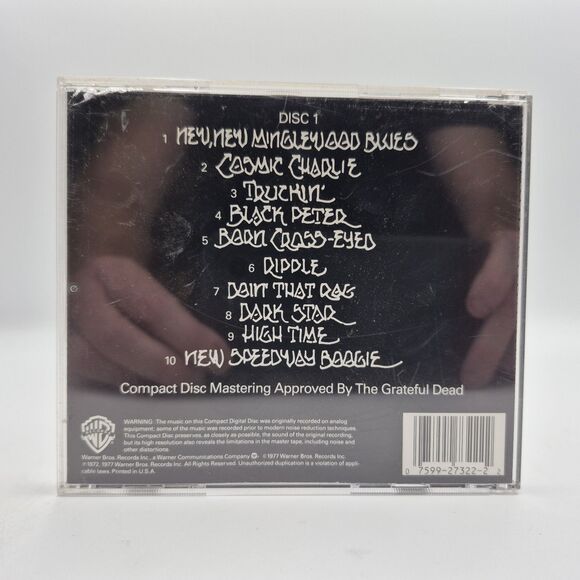 DISC 1
1 NEW, NEW MINGLEWOOD BLUES
2 COSMIC CHARLIE
3 TRUCKIN'
4 BLACK PETER
5 BORN CROSS-EYED
6 RIPPLE
7 DOIN' THAT RAG
8 DARK STAR
9 HIGH TIME
10 NEW SPEEDWAY BOOGIE
Compact Disc Mastering Approved By The Grateful Dead
WARNING: The music on this Compact Digital Disc was originally recorded on analog
equipment; some of the music was recorded prior to modern noise reduction techniques.
This Compact Disc preserves, as closely as possible, the sound of the original recording,
but its high resolution also reveals the limitations in the master tape, including noise and
other distortion.
Warner Bros. Records Inc., a Warner Communications Company ℗ ©1977 Warner Bros. Records Inc.
℗1972, 1977 Warner Bros. Records Inc. All Rights Reserved. Unauthorized duplication is a violation of appli-
cable laws. Printed in U.S.A.
0 7599-27322-2 2